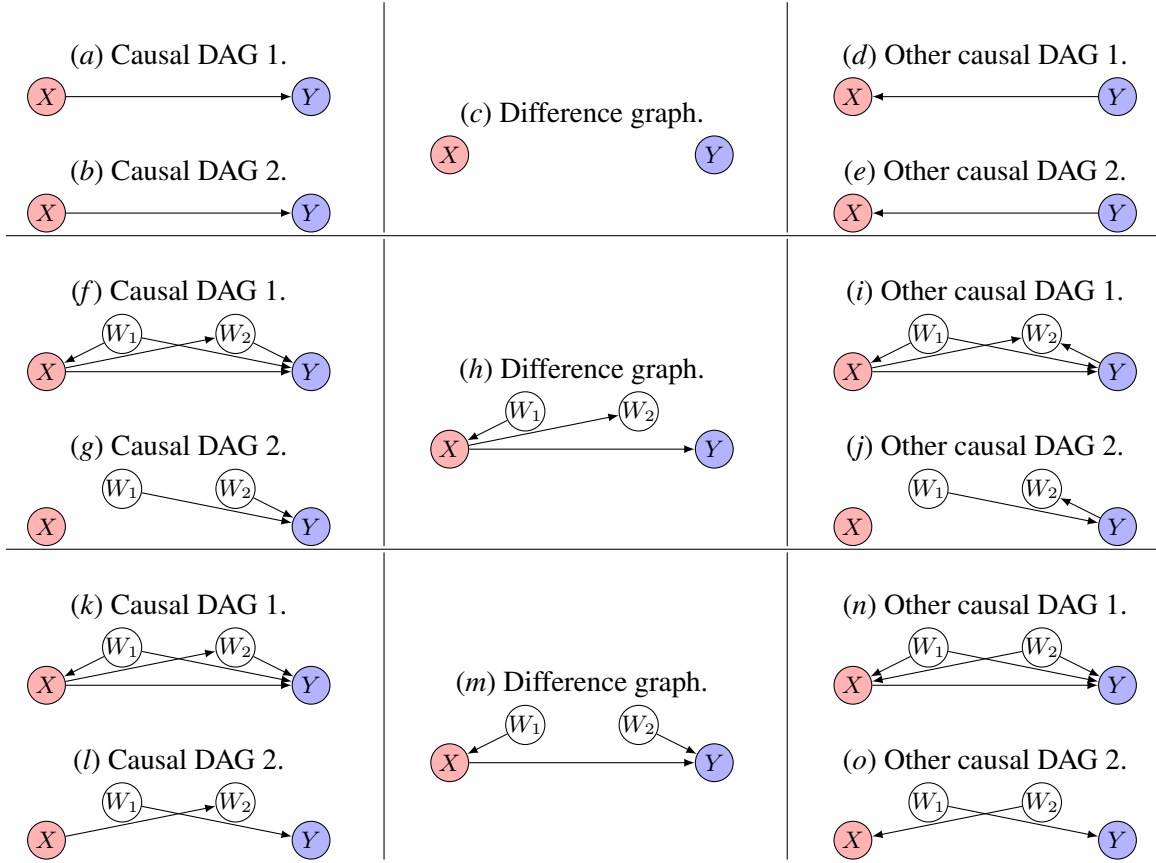 (a) Causal DAG 1.
X Y
(b) Causal DAG 2.
X Y
(c) Difference graph.
X Y
(d) Other causal DAG 1.
X Y
(e) Other causal DAG 2.
X Y
(f) Causal DAG 1.
W₁ W₂
X Y
(g) Causal DAG 2.
W₁ W₂
X Y
(h) Difference graph.
W₁ W₂
X Y
(i) Other causal DAG 1.
W₁ W₂
X Y
(j) Other causal DAG 2.
W₁ W₂
X Y
(k) Causal DAG 1.
W₁ W₂
X Y
(l) Causal DAG 2.
W₁ W₂
X Y
(m) Difference graph.
W₁ W₂
X Y
(n) Other causal DAG 1.
W₁ W₂
X Y
(o) Other causal DAG 2.
W₁ W₂
X Y